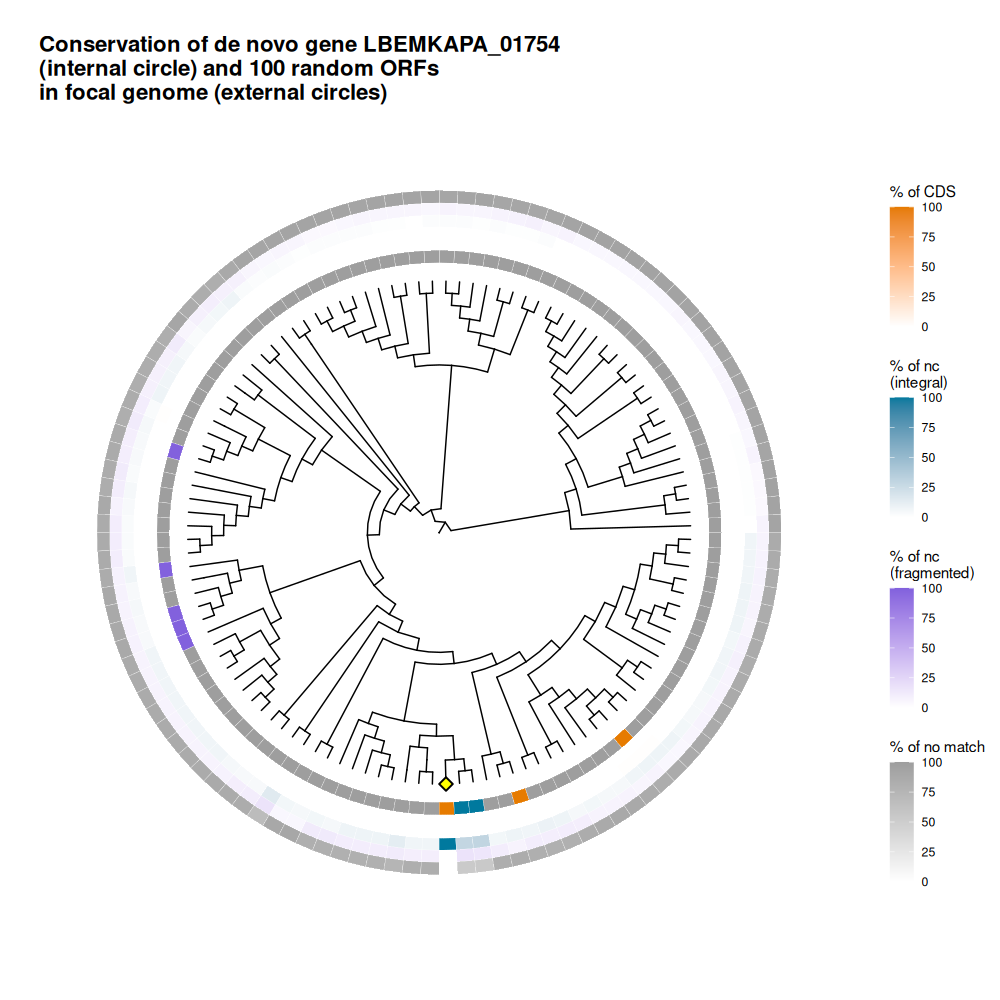 Conservation of de novo gene LBEMKAPA_01754
(internal circle) and 100 random ORFs
in focal genome (external circles)
% of CDS
100
75
50
25
0
% of nc
(integral)
100
75
50
25
0
% of nc
(fragmented)
100
75
50
25
0
% of no match
100
75
50
25
0